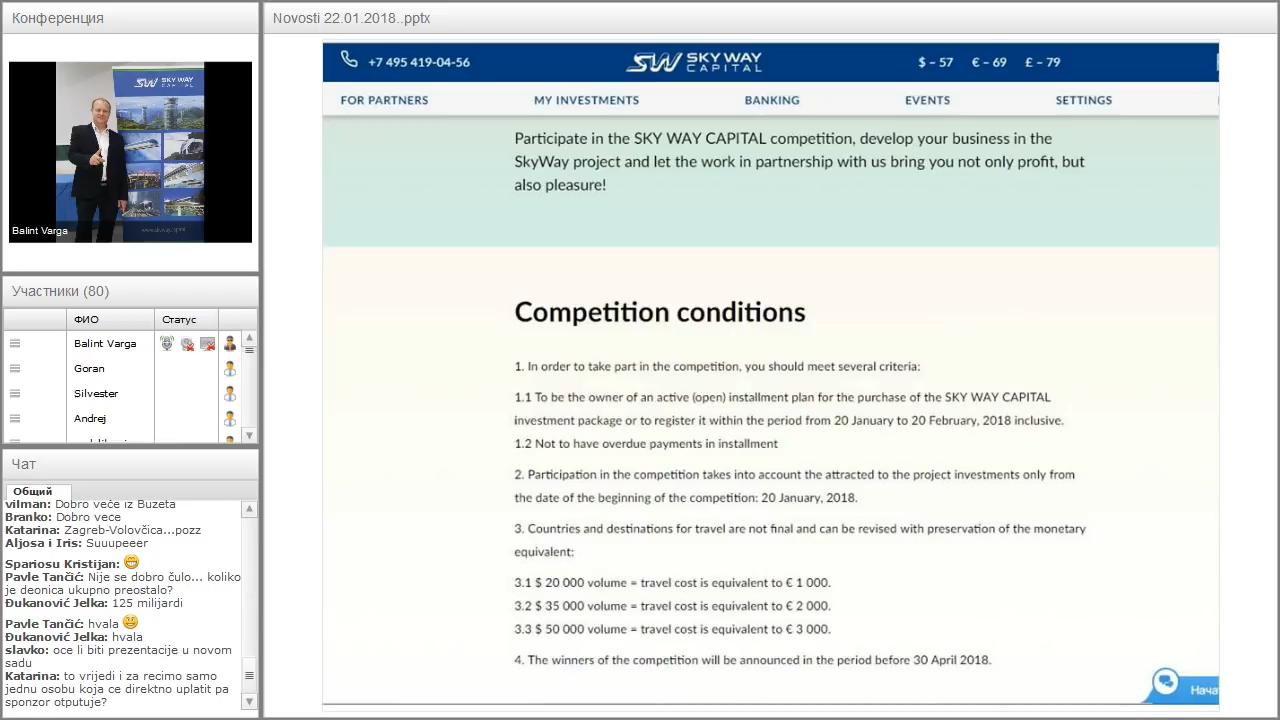 Конференция
SKY WAY
CAPITAL
Balint Varga
Участники (80)
ФИО
Статус
Balint Varga
Goran
Silvester
Andrej
Чат
Общий
vilman: Dobro veće iz Buzeta
Branko: Dobro vece
Katarina: Zagreb-Volovčica...pozz
Aljosa i Iris: Suuupeeer
Spariosu Kristijan:
Pavle Tančić: Nije se dobro čulo... koliko
je deonica ukupno preostalo?
Đukanović Jelka: 125 milijardi
Pavle Tančić: hvala
Đukanović Jelka: hvala
slavko: oce li biti prezentacije u novom
sadu
Katarina: to vrijedi i za recimo samo
jednu osobu koja ce direktno uplatit pa
sponzor otputuje?
Novosti 22.01.2018..pptx
+7 495 419-04-56
SW SKY WAY
CAPITAL
$ – 57 € – 69 £ – 79
FOR PARTNERS
MY INVESTMENTS
BANKING
EVENTS
SETTINGS
Participate in the SKY WAY CAPITAL competition, develop your business in the
SkyWay project and let the work in partnership with us bring you not only profit, but
also pleasure!
Competition conditions
1. In order to take part in the competition, you should meet several criteria:
1.1 To be the owner of an active (open) installment plan for the purchase of the SKY WAY CAPITAL
investment package or to register it within the period from 20 January to 20 February, 2018 inclusive.
1.2 Not to have overdue payments in installment
2. Participation in the competition takes into account the attracted to the project investments only from
the date of the beginning of the competition: 20 January, 2018.
3. Countries and destinations for travel are not final and can be revised with preservation of the monetary
equivalent:
3.1 $ 20 000 volume = travel cost is equivalent to € 1 000.
3.2 $ 35 000 volume = travel cost is equivalent to € 2 000.
3.3 $ 50 000 volume = travel cost is equivalent to € 3 000.
4. The winners of the competition will be announced in the period before 30 April 2018.